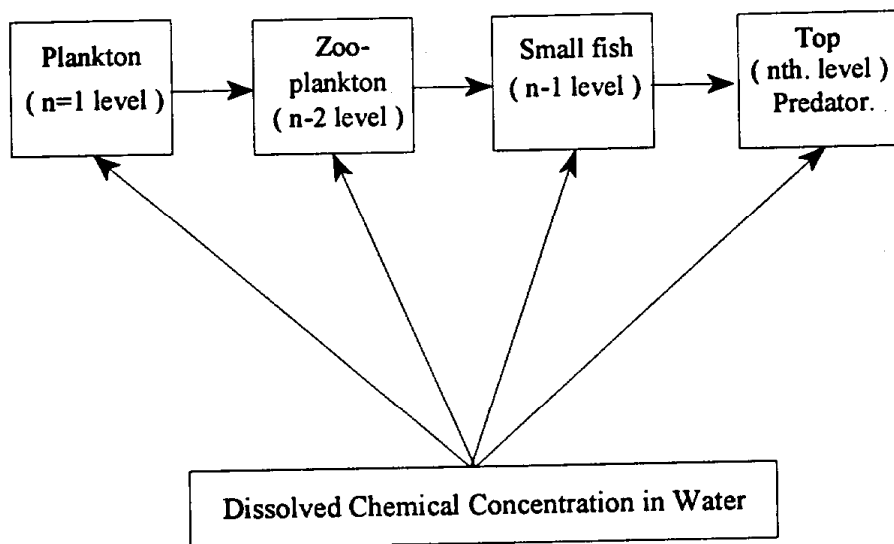 Plankton
( n=1 level )
Zoo-
plankton
( n-2 level )
Small fish
( n-1 level )
Top
( nth. level )
Predator.
Dissolved Chemical Concentration in Water